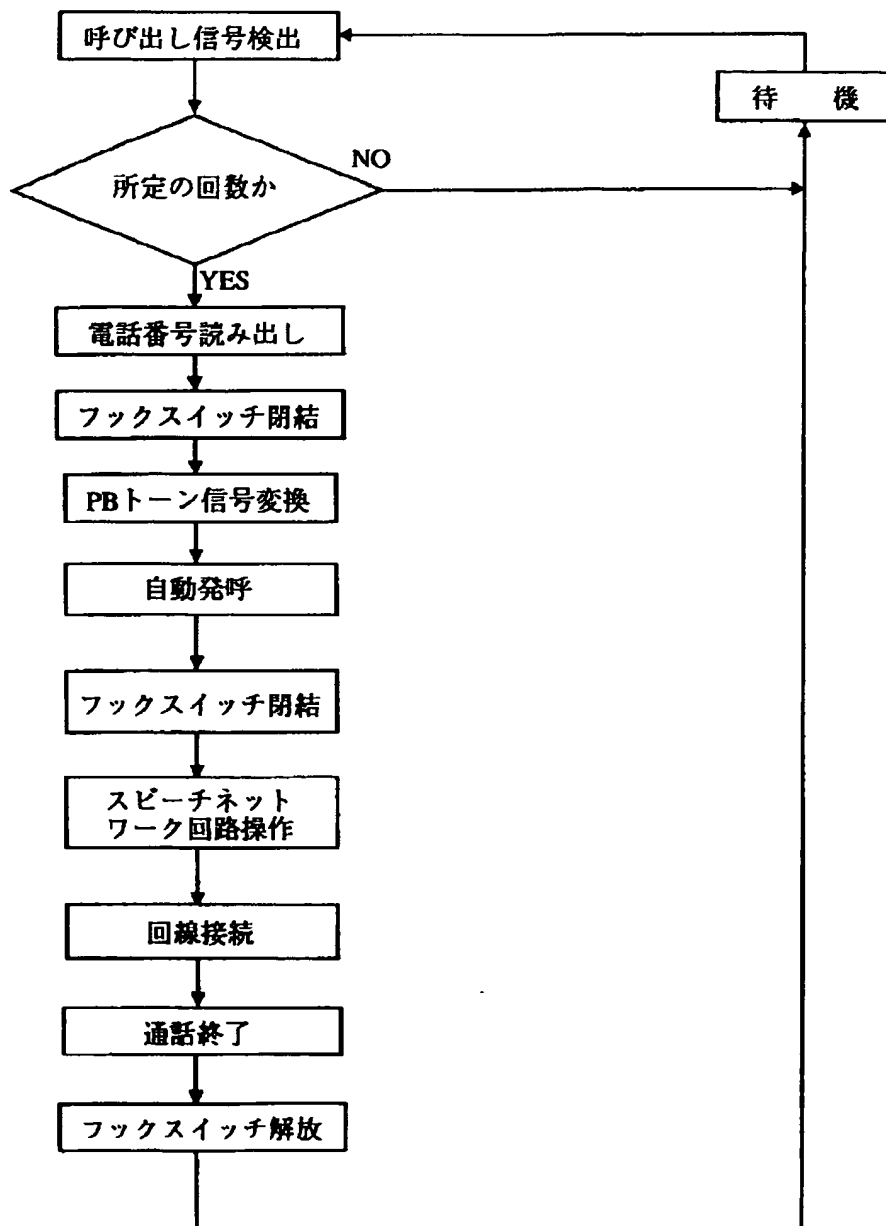 呼び出し信号検出
待 機
所定の回数か
NO
YES
電話番号読み出し
フックスイッチ閉結
PBトーン信号変換
自動発呼
フックスイッチ閉結
スピーチネット
ワーク回路操作
回線接続
通話終了
フックスイッチ解放